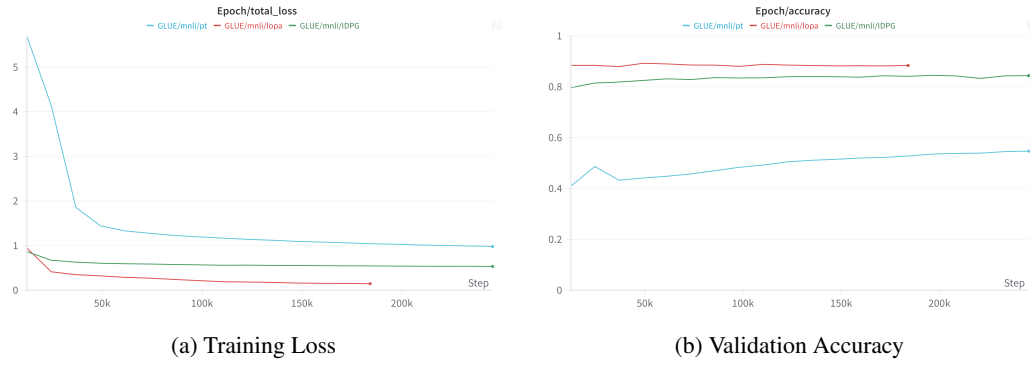 Epoch/total_loss
GLUE/mnli/pt GLUE/mnli/lopa GLUE/mnli/IDPG
5
4
3
2
1
0
Step
50k 100k 150k 200k
(a) Training Loss
Epoch/accuracy
GLUE/mnli/pt GLUE/mnli/lopa GLUE/mnli/IDPG
1
0.8
0.6
0.4
0.2
0
Step
50k 100k 150k 200k
(b) Validation Accuracy